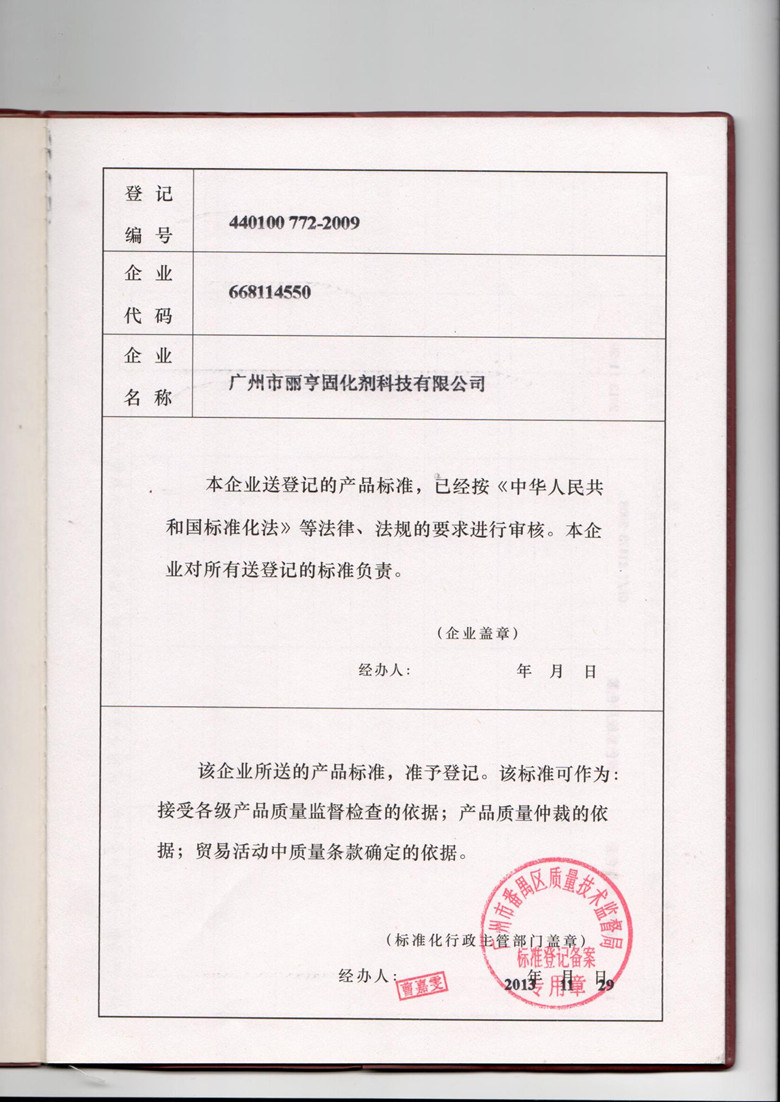 登记
编号
440100 772-2009
企业
代码
668114550
企业
名称
广州市丽亨固化剂科技有限公司
本企业送登记的产品标准，已经按《中华人民共
和国标准化法》等法律、法规的要求进行审核。本企
业对所有送登记的标准负责。
（企业盖章）
经办人： 年 月 日
该企业所送的产品标准，准予登记。该标准可作为：
接受各级产品质量监督检查的依据；产品质量仲裁的依
据；贸易活动中质量条款确定的依据。
广州市番禺区质量技术监督局
（标准化行政主管部门盖章）
标准登记备案
经办人： 曹嘉雯 年 月 日
2013 11 29
专用章